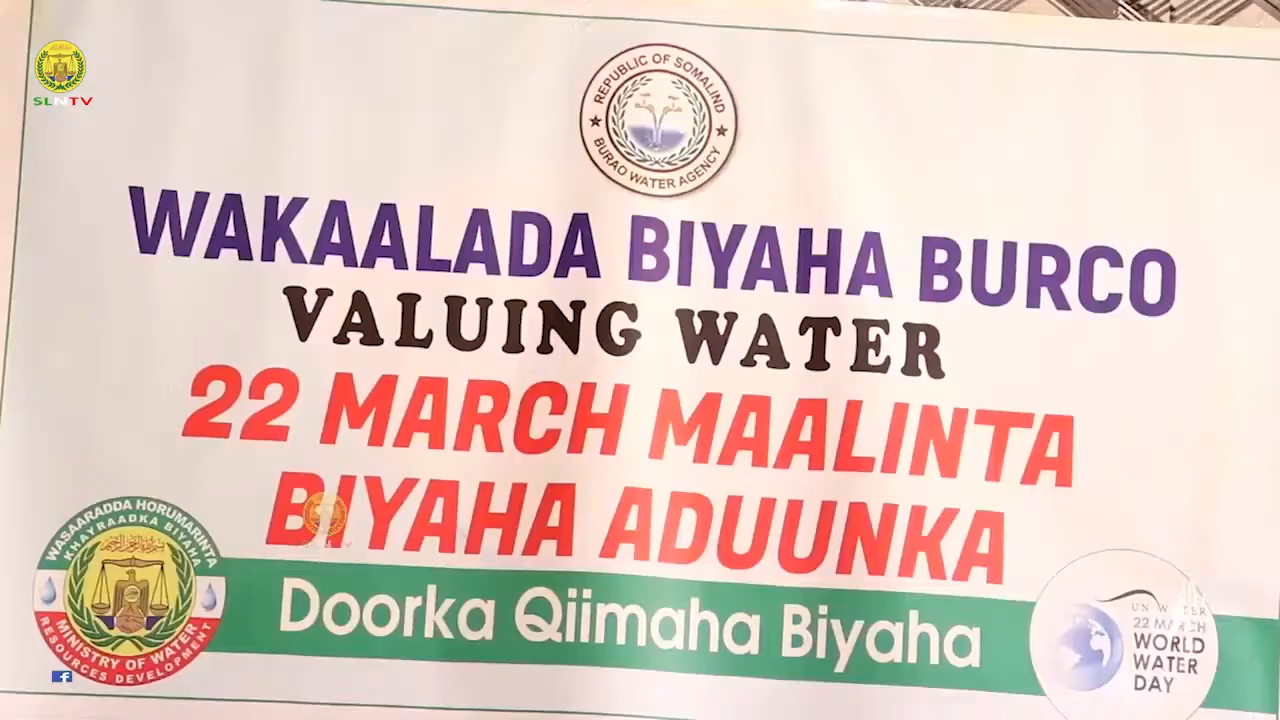 SLNTV
REPUBLIC OF SOMALIND
BURAO WATER AGENCY
WAKAALADA BIYAHA BURCO
VALUING WATER
22 MARCH MAALINTA
BIYAHA ADUUNKA
Doorka Qiimaha Biyaha
WASAARADDA HORUMARINTA
KHAYRAADKA BIYAHA
MINISTRY OF WATER
RESOURCES DEVELOPMENT
UN WATER
22 MARCH
WORLD
WATER
DAY